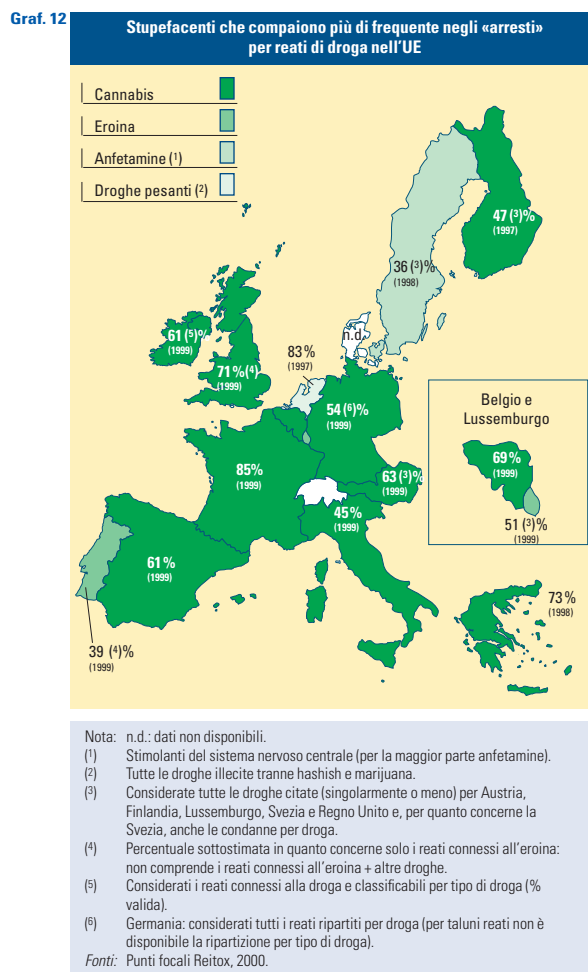 Graf. 12
Stupefacenti che compaiono più di frequente negli «arresti»
per reati di droga nell'UE
Cannabis
Eroina
Anfetamine (1)
Droghe pesanti (2)
47 (3)%
(1997)
36 (3)%
(1998)
61 (5)%
(1999)
n.d.
83%
(1997)
71%(4)
(1999)
54 (6)%
(1999)
Belgio e
Lussemburgo
69%
(1999)
51 (3)%
(1999)
85%
(1999)
63 (3)%
(1999)
45%
(1999)
61%
(1999)
73%
(1998)
39 (4)%
(1999)
Nota: n.d.: dati non disponibili.
(1) Stimolanti del sistema nervoso centrale (per la maggior parte anfetamine).
(2) Tutte le droghe illecite tranne hashish e marijuana.
(3) Considerate tutte le droghe citate (singolarmente o meno) per Austria,
Finlandia, Lussemburgo, Svezia e Regno Unito e, per quanto concerne la
Svezia, anche le condanne per droga.
(4) Percentuale sottostimata in quanto concerne solo i reati connessi all'eroina:
non comprende i reati connessi all'eroina + altre droghe.
(5) Considerati i reati connessi alla droga e classificabili per tipo di droga (%
valida).
(6) Germania: considerati tutti i reati ripartiti per droga (per taluni reati non è
disponibile la ripartizione per tipo di droga).
Fonti: Punti focali Reitox, 2000.